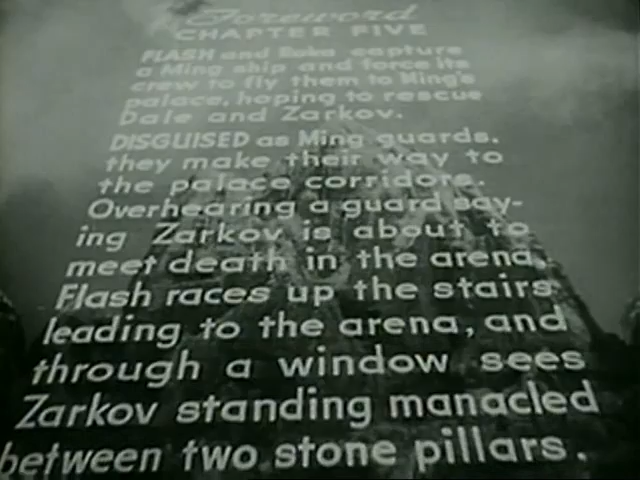 Foreword
CHAPTER FIVE
FLASH and Roka capture
a Ming ship and force its
crew to fly them to Ming's
palace, hoping to rescue
Dale and Zarkov.
DISGUISED as Ming guards,
they make their way to
the palace corridors.
Overhearing a guard say-
ing Zarkov is about to
meet death in the arena,
Flash races up the stairs
leading to the arena, and
through a window sees
Zarkov standing manacled
between two stone pillars.